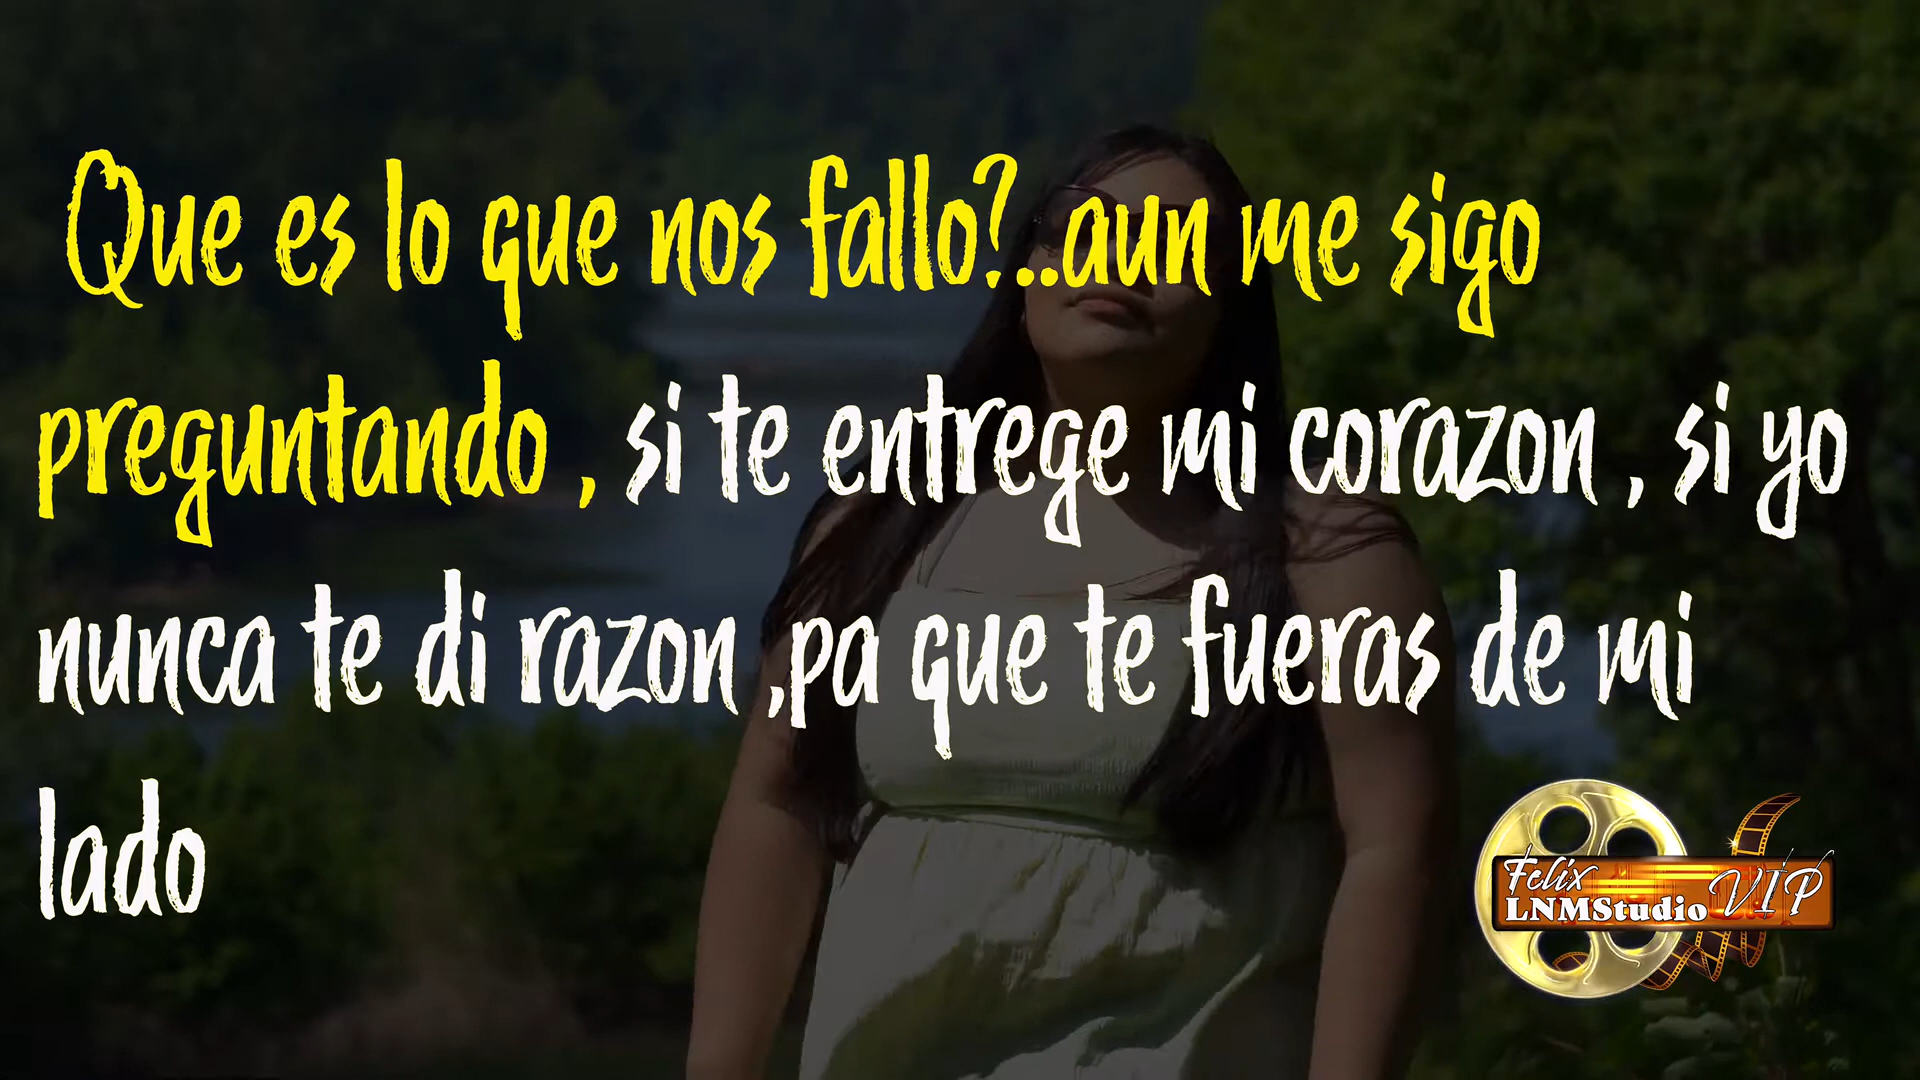 Que es lo que nos fallo?...aun me sigo
preguntando , si te entrege mi corazon , si yo
nunca te di razon ,pa que te fueras de mi
lado
Felix
LNMStudio VIP